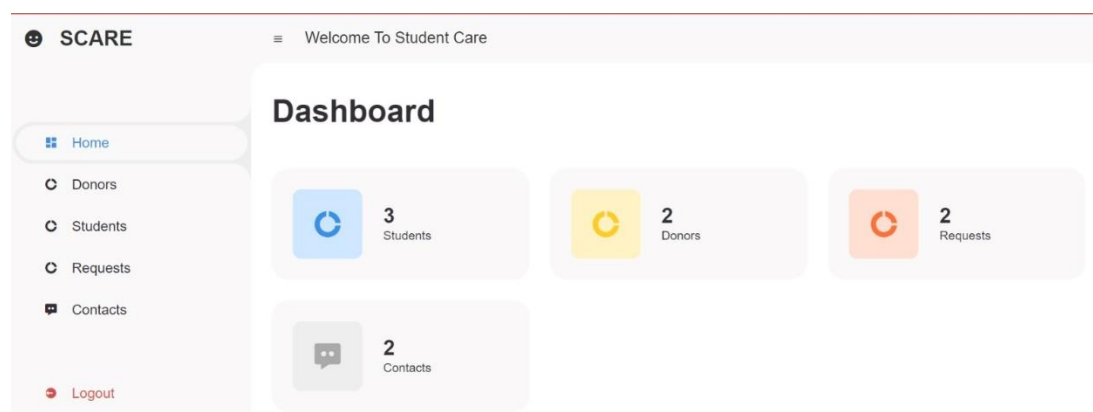 SCARE
Welcome To Student Care
Dashboard
Home
Donors
Students
Requests
Contacts
Logout
3
Students
2
Donors
2
Requests
2
Contacts